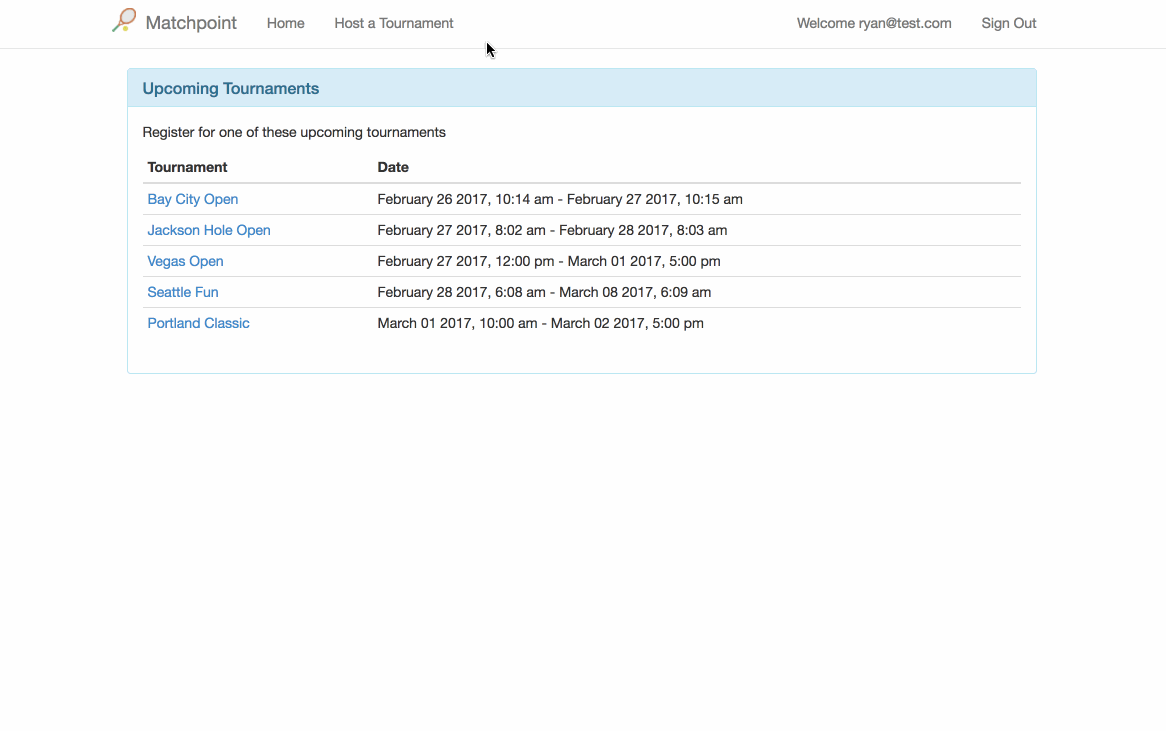 Matchpoint Home Host a Tournament Welcome ryan@test.com Sign Out
Upcoming Tournaments
Register for one of these upcoming tournaments
Tournament Date
Bay City Open February 26 2017, 10:14 am - February 27 2017, 10:15 am
Jackson Hole Open February 27 2017, 8:02 am - February 28 2017, 8:03 am
Vegas Open February 27 2017, 12:00 pm - March 01 2017, 5:00 pm
Seattle Fun February 28 2017, 6:08 am - March 08 2017, 6:09 am
Portland Classic March 01 2017, 10:00 am - March 02 2017, 5:00 pm